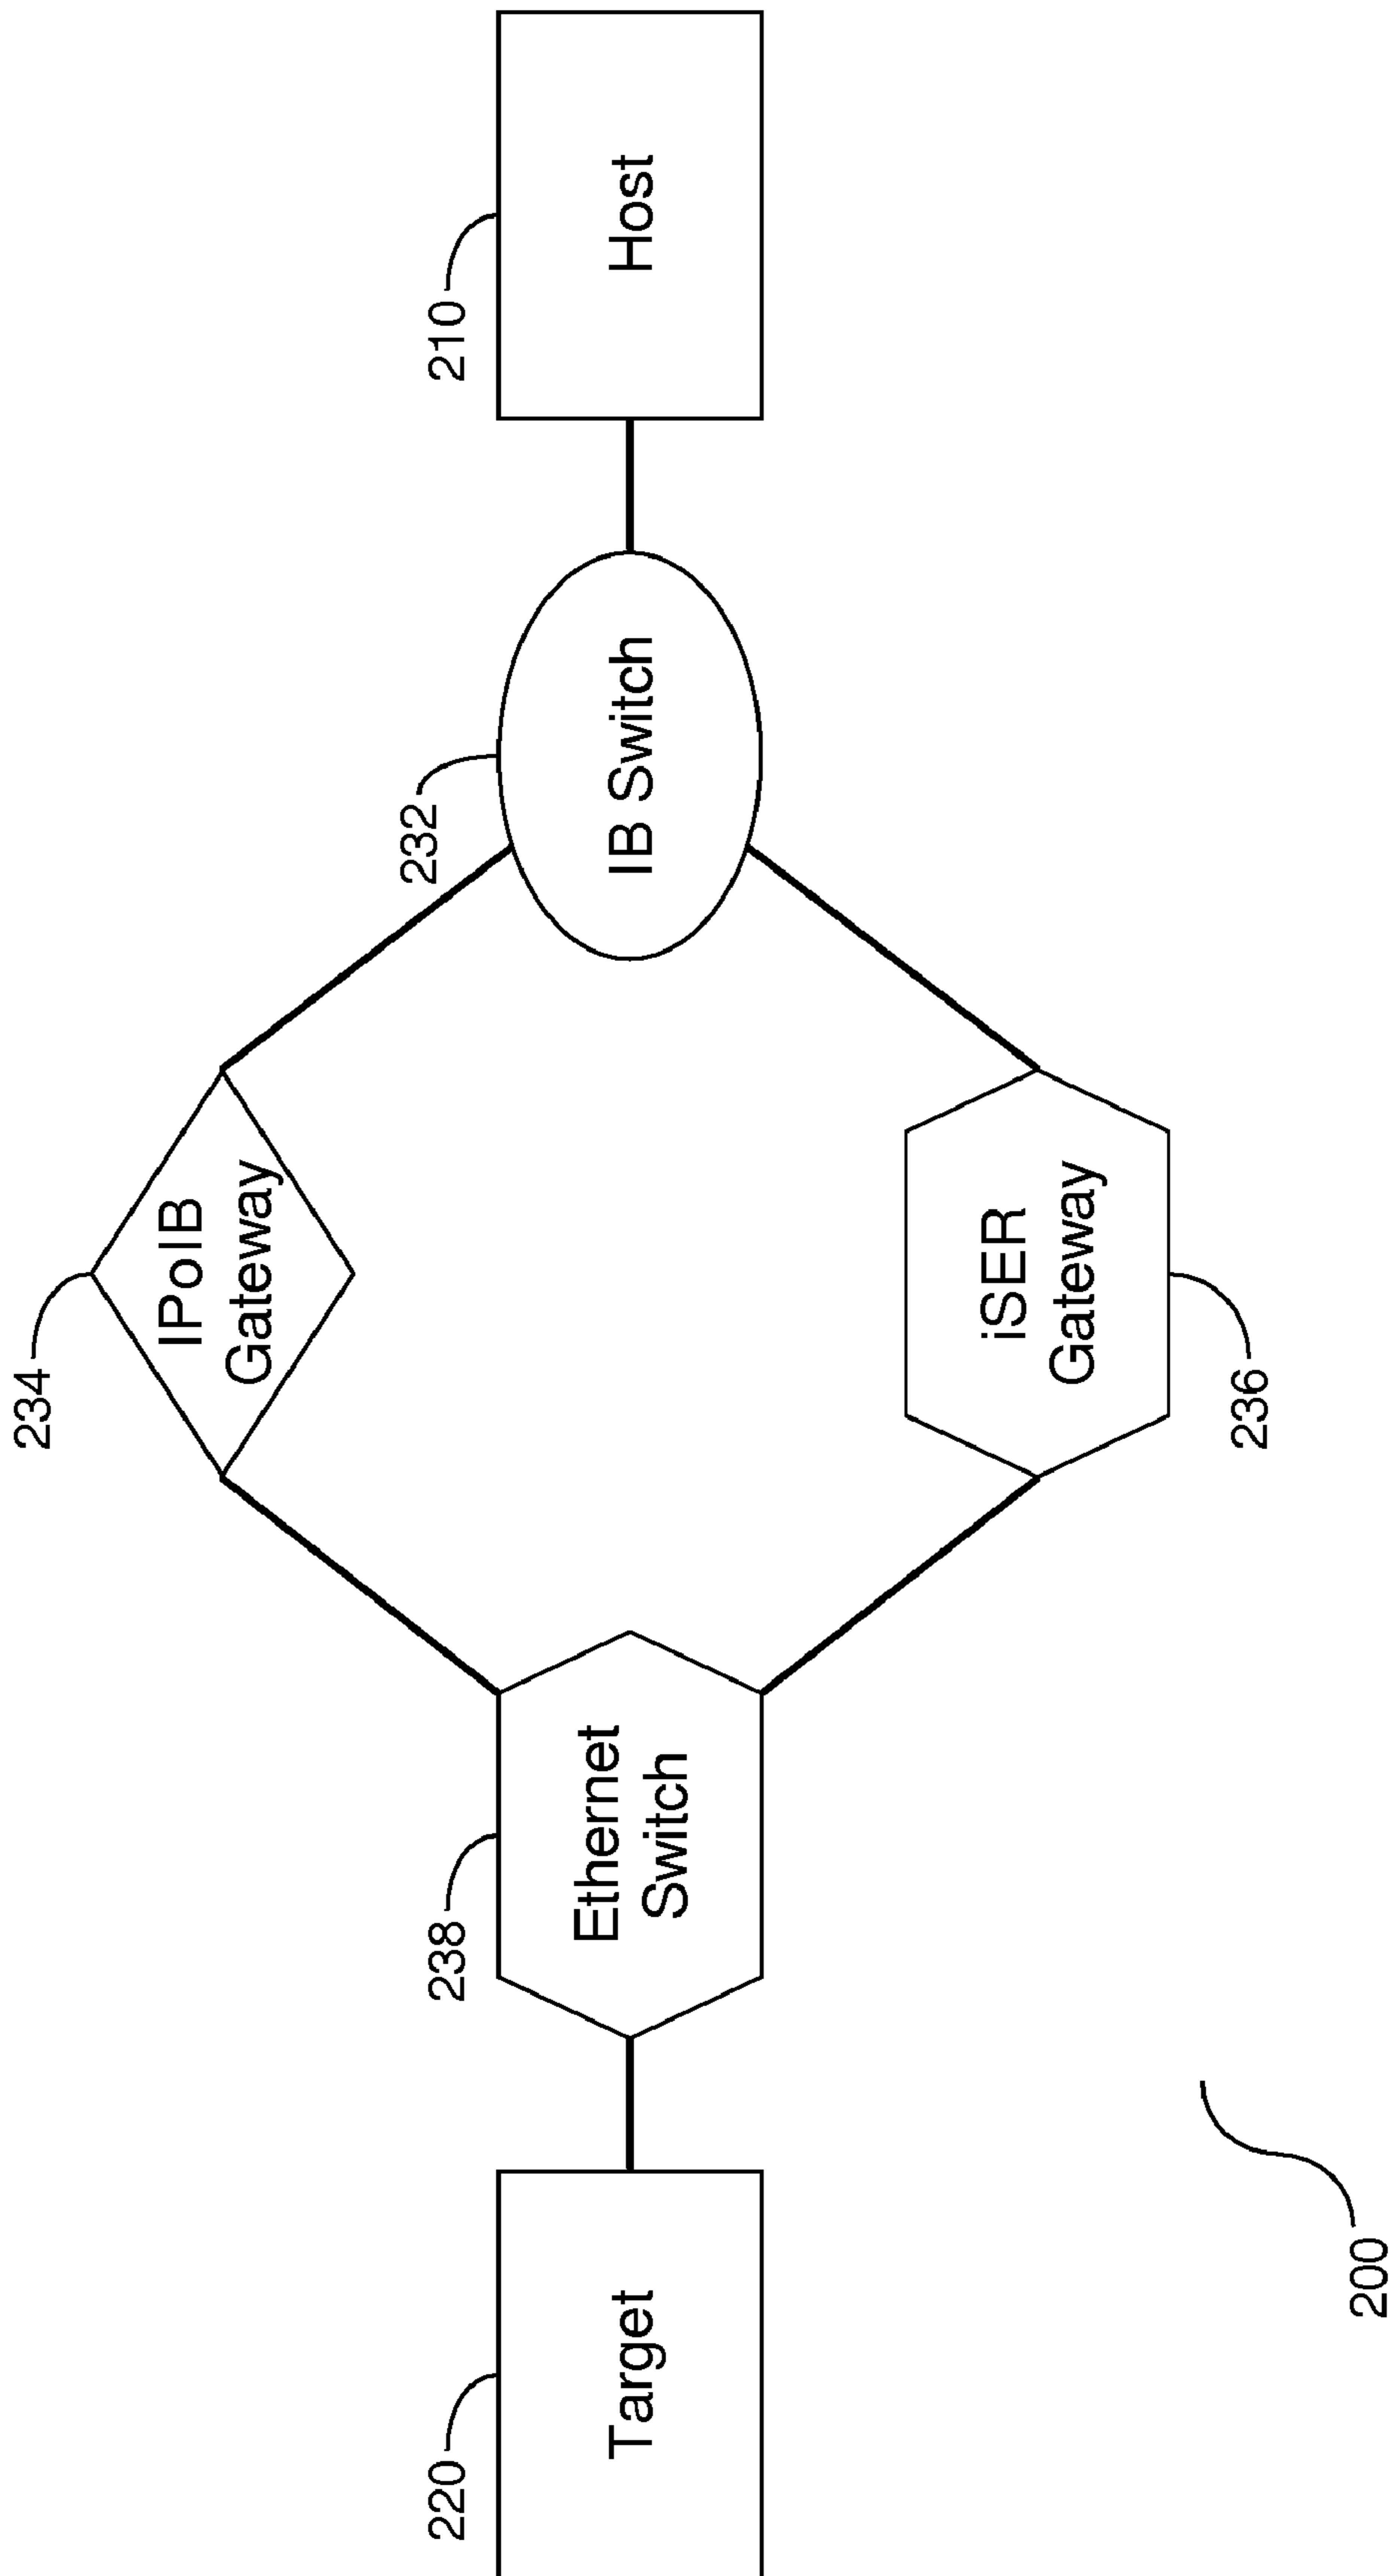 234
IPoIB
Gateway
220
Target
238
Ethernet
Switch
232
IB Switch
210
Host
iSER
Gateway
236
200